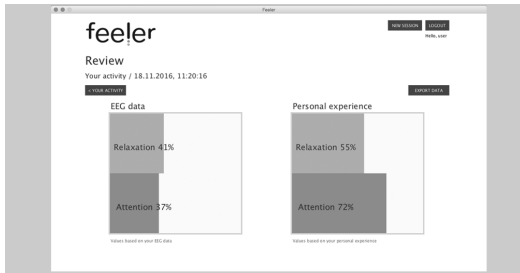 Feeler
feeler
NEW SESSION
LOGOUT
Hello, user
Review
Your activity / 18.11.2016, 11:20:16
< YOUR ACTIVITY
EXPORT DATA
EEG data
Relaxation 41%
Attention 37%
Values based on your EEG data
Personal experience
Relaxation 55%
Attention 72%
Values based on your personal experience